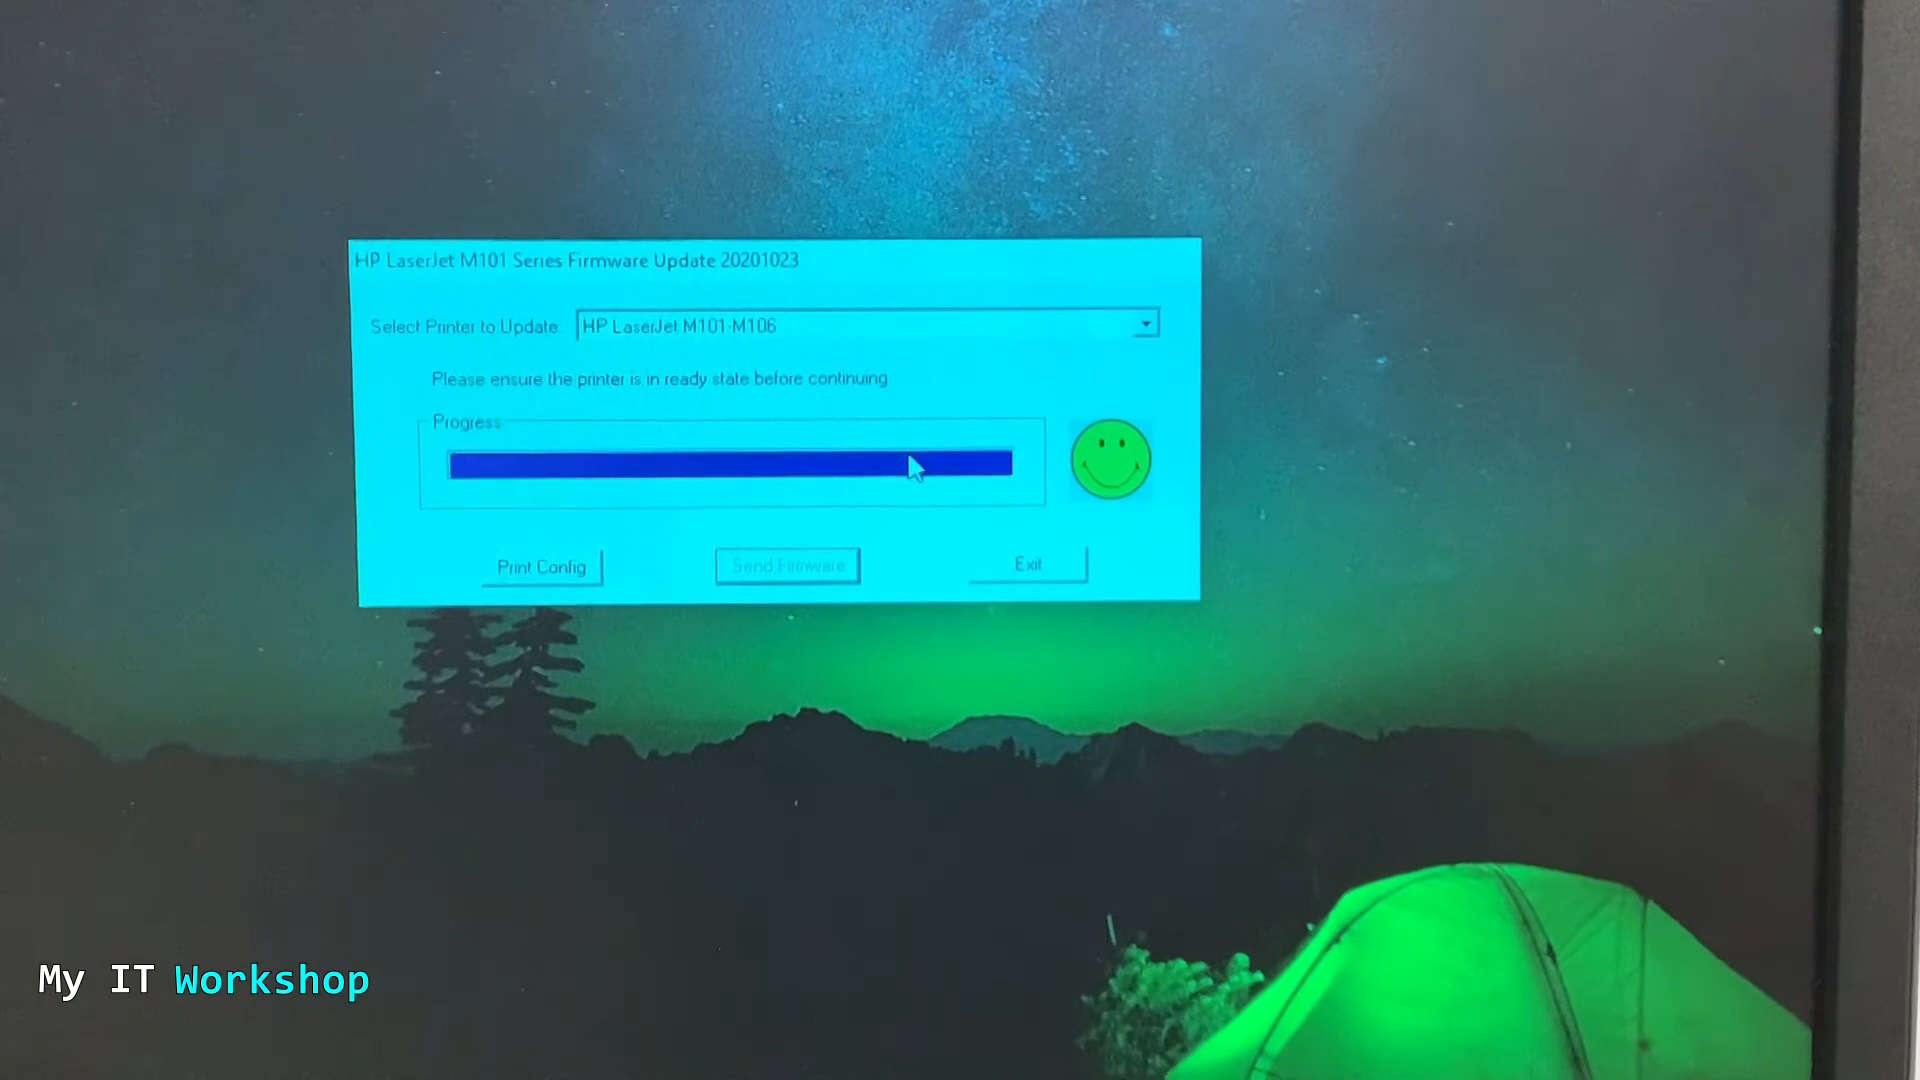 HP LaserJet M101 Series Firmware Update 20201023
Select Printer to Update: HP LaserJet M101-M106
Please ensure the printer is in ready state before continuing
Progress
Print Config Send Firmware Exit
My IT Workshop